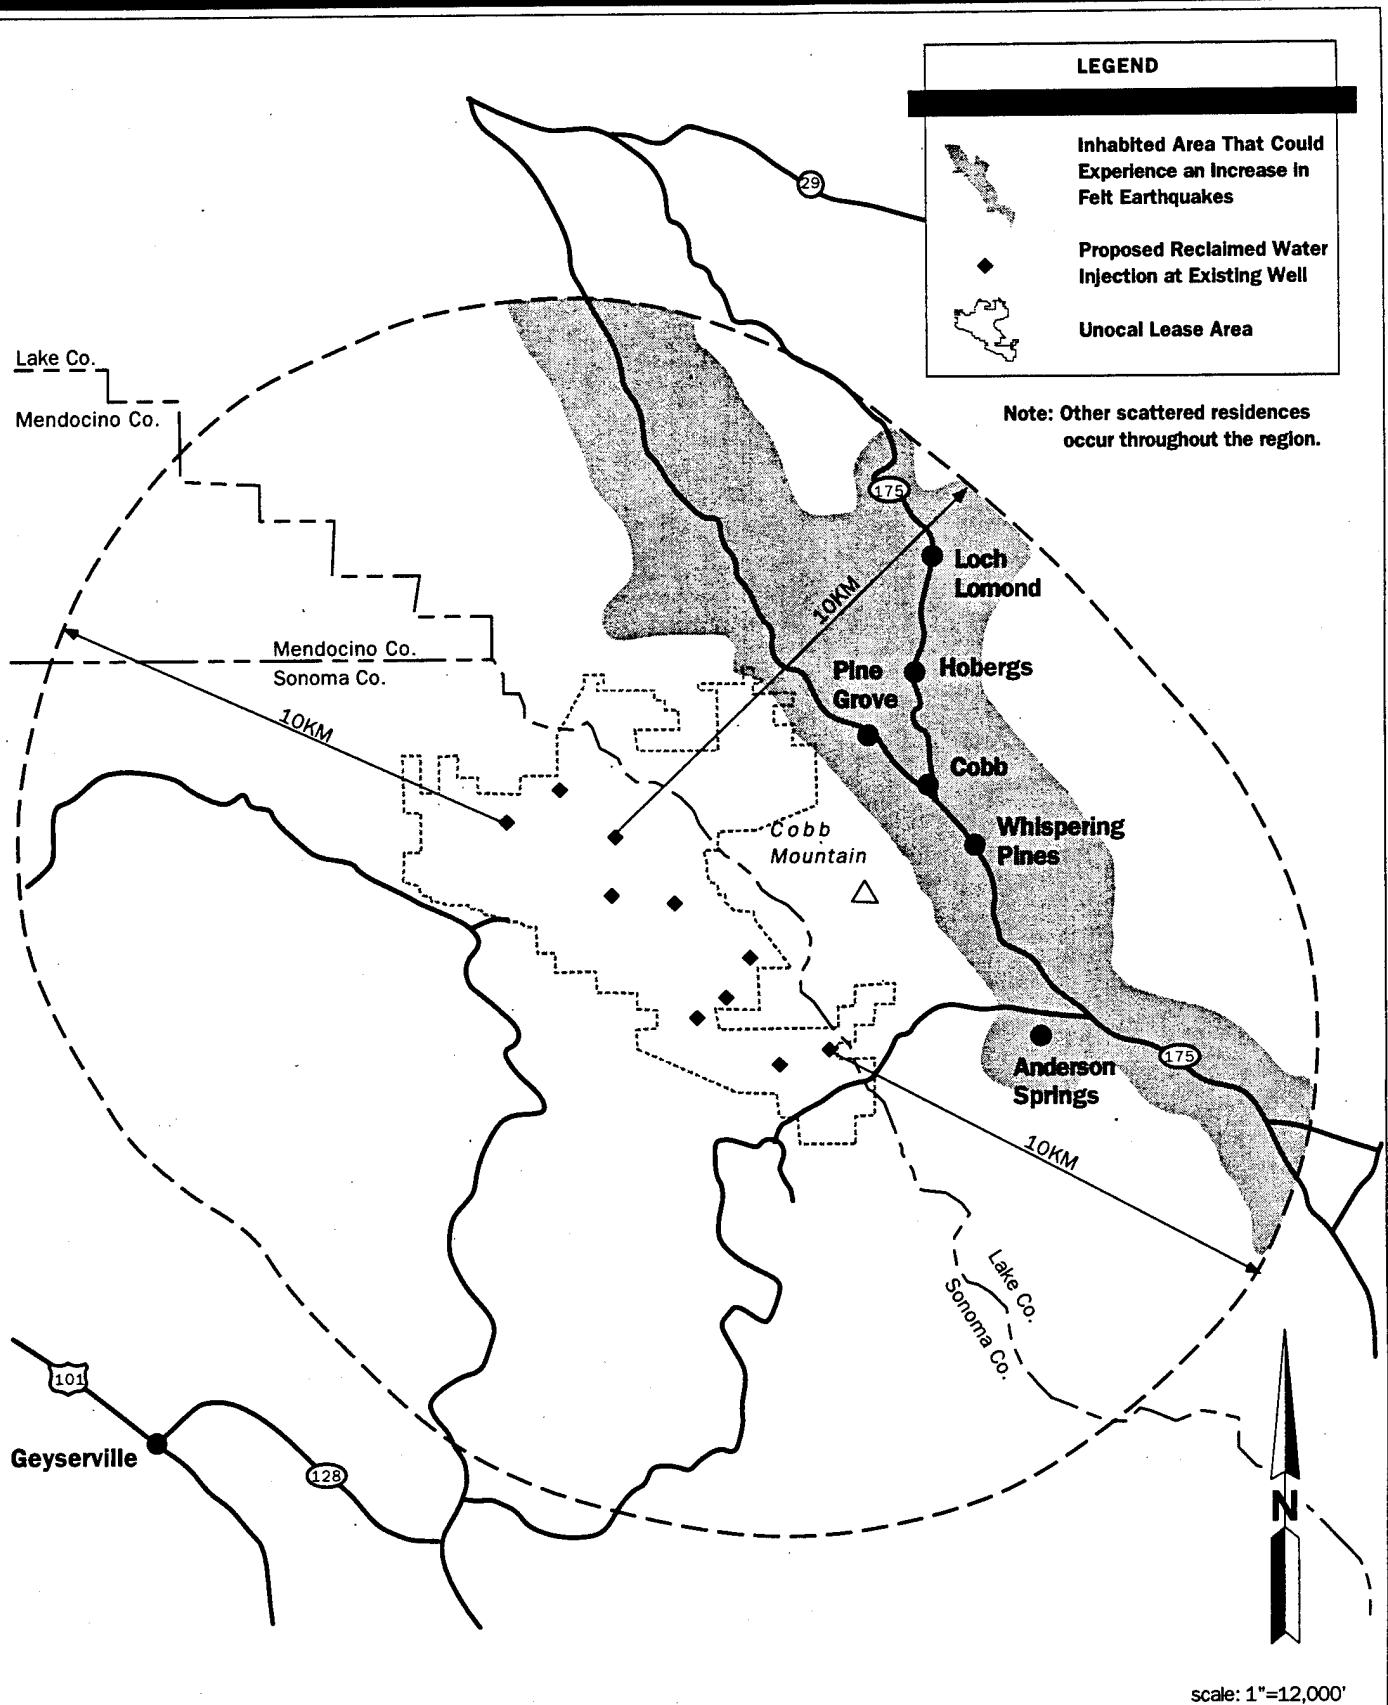 LEGEND
Inhabited Area That Could
Experience an Increase in
Felt Earthquakes
Proposed Reclaimed Water
Injection at Existing Well
Unocal Lease Area
Note: Other scattered residences
occur throughout the region.
29
Lake Co.
Mendocino Co.
175
Loch
Lomond
10KM
Mendocino Co.
Sonoma Co.
Pine
Grove
Hobergs
10KM
Cobb
Cobb
Mountain
Whispering
Pines
Anderson
Springs
175
10KM
Lake Co.
Sonoma Co.
101
Geyserville
128
N
scale: 1"=12,000'